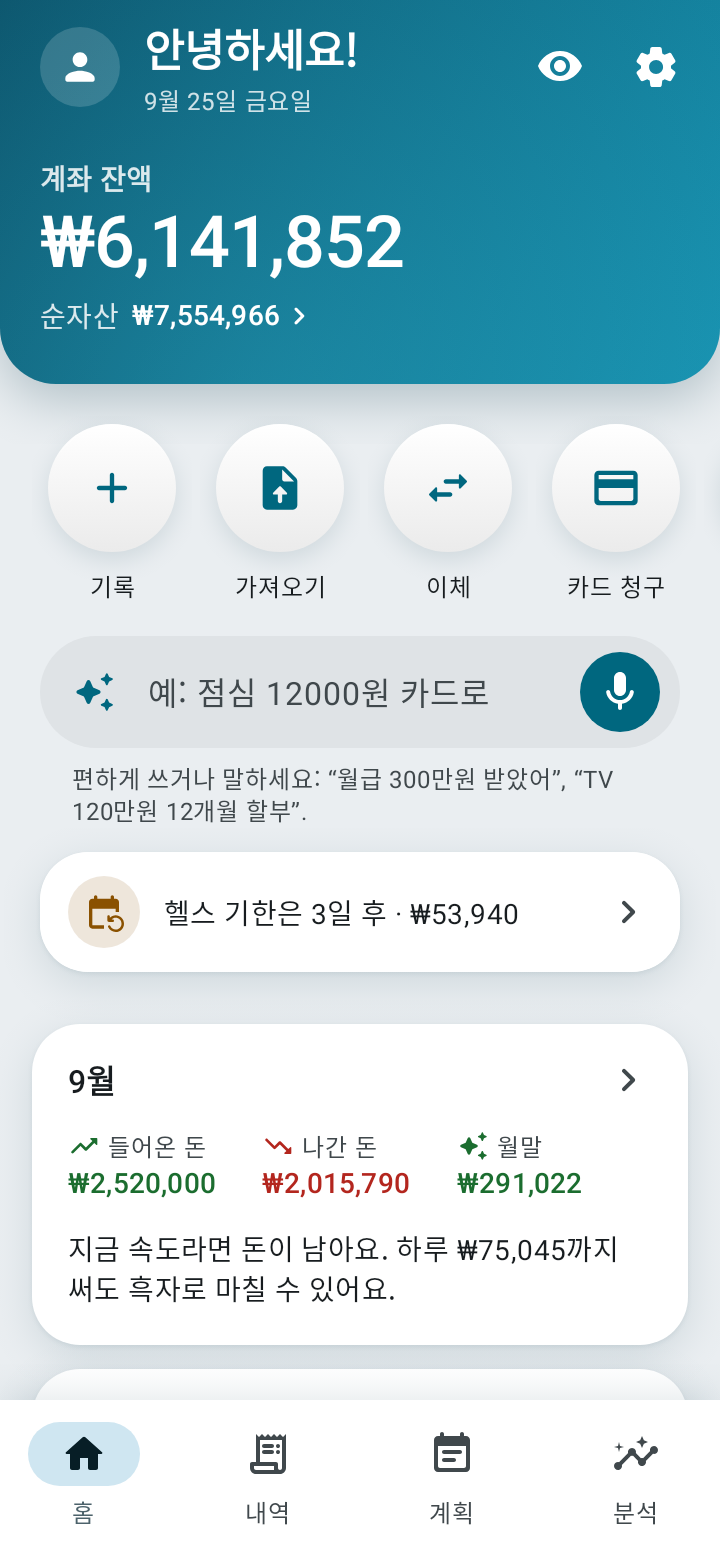 안녕하세요!
9월 25일 금요일
계좌 잔액
₩6,141,852
순자산 ₩7,554,966
기록
가져오기
이체
카드 청구
예: 점심 12000원 카드로
편하게 쓰거나 말하세요: “월급 300만원 받았어”, “TV
120만원 12개월 할부”.
헬스 기한은 3일 후 · ₩53,940
9월
들어온 돈
나간 돈
월말
₩2,520,000
₩2,015,790
₩291,022
지금 속도라면 돈이 남아요. 하루 ₩75,045까지
써도 흑자로 마칠 수 있어요.
홈
내역
계획
분석